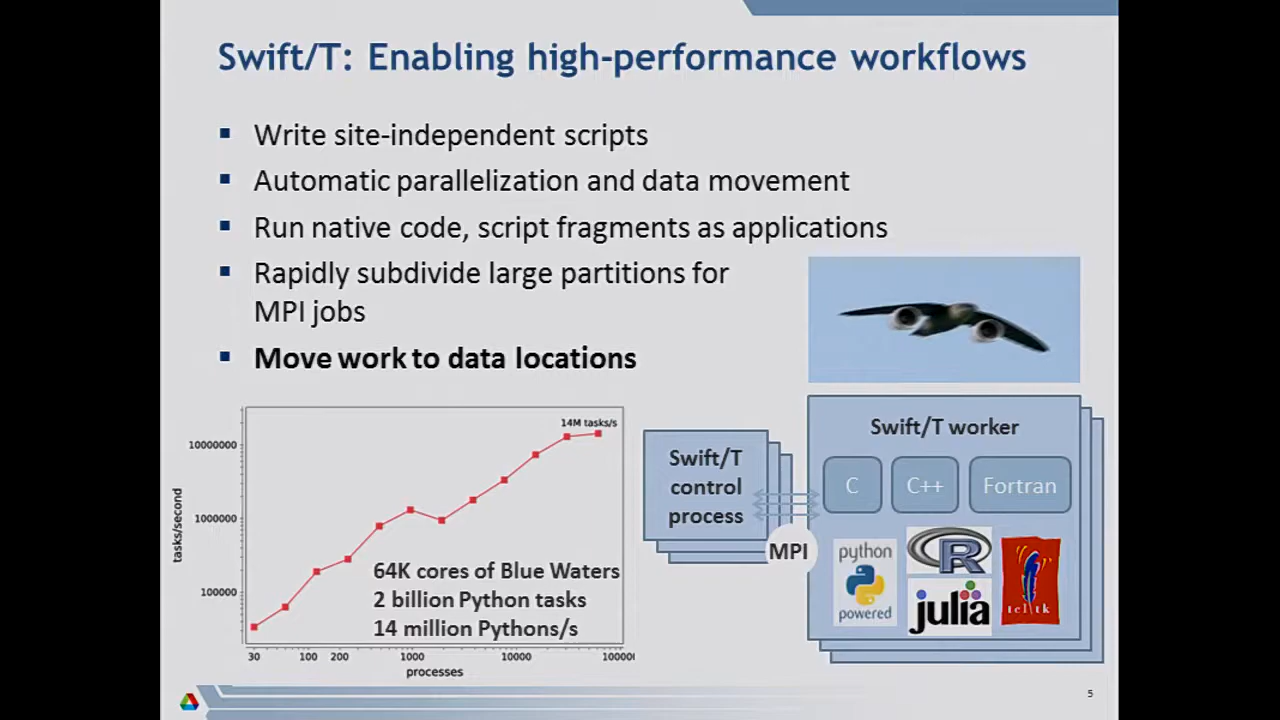 Swift/T: Enabling high-performance workflows
Write site-independent scripts
Automatic parallelization and data movement
Run native code, script fragments as applications
Rapidly subdivide large partitions for
MPI jobs
Move work to data locations
14M tasks/s
10000000
1000000
100000
tasks/second
64K cores of Blue Waters
2 billion Python tasks
14 million Pythons/s
30 100 200 1000 10000 100000
processes
Swift/T
control
process
MPI
Swift/T worker
C C++ Fortran
python
powered
R
julia
tcl/tk
5